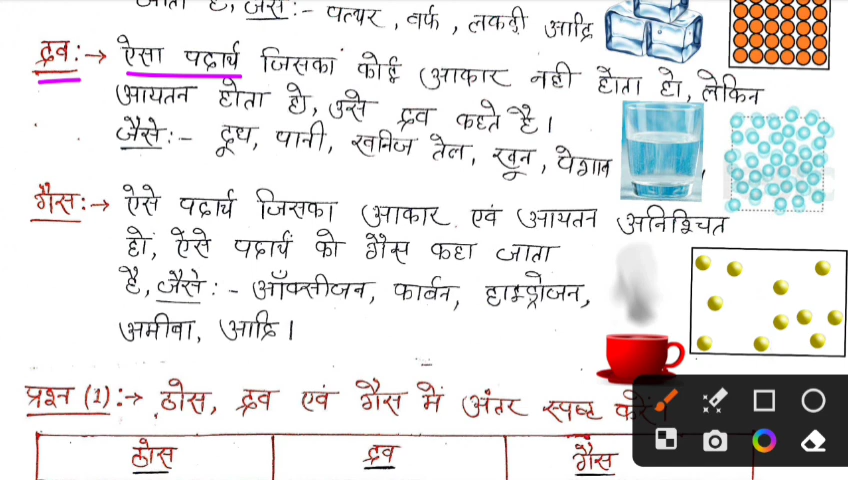 जाता है, जैसे:- पत्थर, बर्फ, लकड़ी आदि
द्रव:→ ऐसा पदार्थ जिसका कोई आकार नही होता हो, लेकिन
आयतन होता हो, उसे द्रव कहते है।
जैसे:- दूध, पानी, खनिज तेल, खून, पेशाब
गैस:→ ऐसे पदार्थ जिसका आकार एवं आयतन अनिश्चित
हो, ऐसे पदार्थ को गैस कहा जाता
है, जैसे:- ऑक्सीजन, कार्बन, हाइड्रोजन,
अमीबा, आदि।
प्रश्न (1):→ ठोस, द्रव एवं गैस में अंतर स्पष्ट करें।
ठोस द्रव गैस